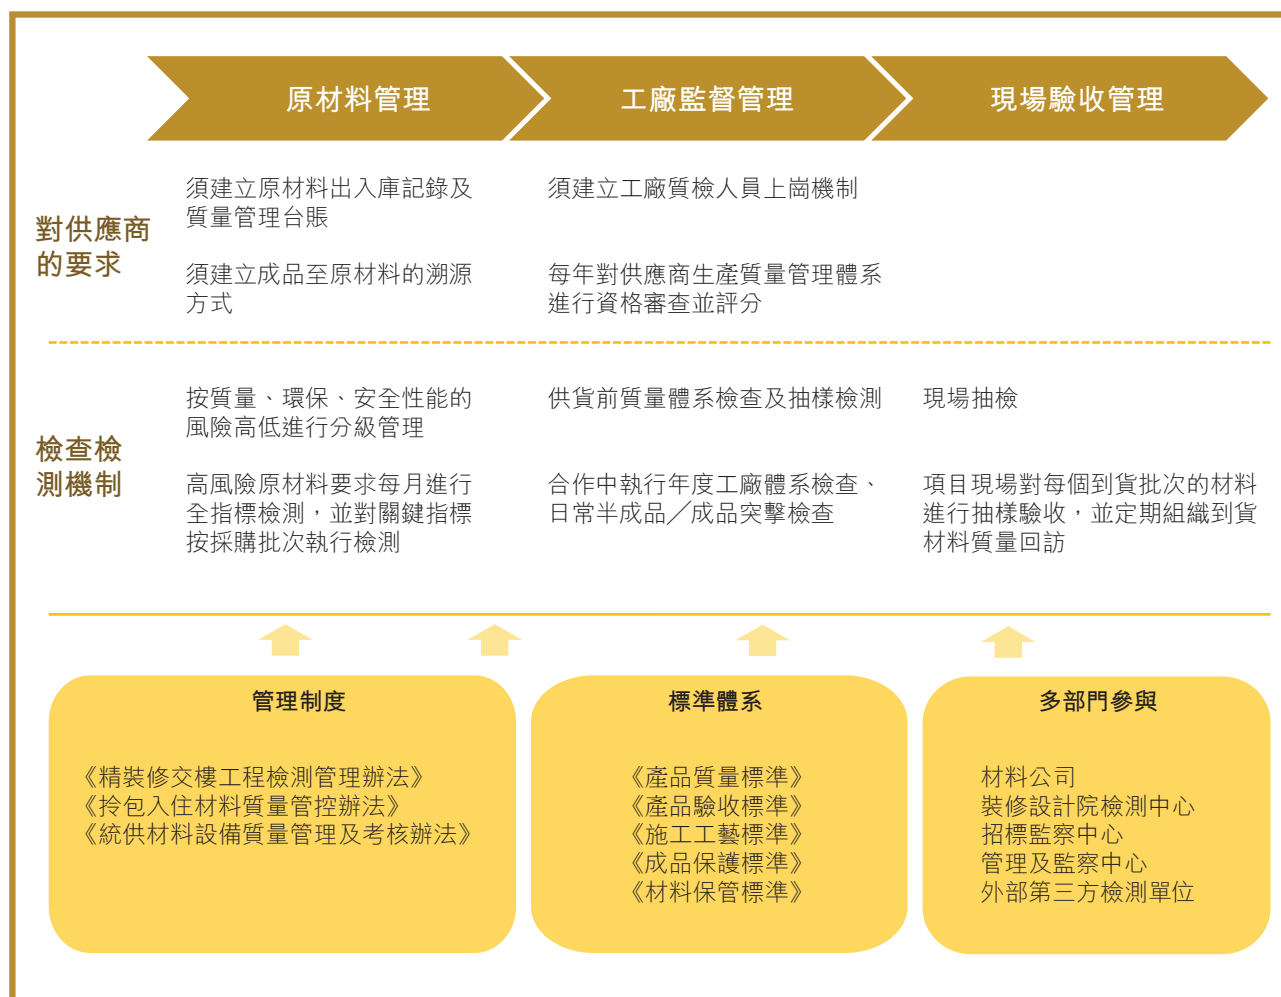 原材料管理
工廠監督管理
現場驗收管理
對供應商
的要求
須建立原材料出入庫記錄及
質量管理台賬
須建立成品至原材料的溯源
方式
須建立工廠質檢人員上崗機制
每年對供應商生產質量管理體系
進行資格審查並評分
檢查檢
測機制
按質量、環保、安全性能的
風險高低進行分級管理
高風險原材料要求每月進行
全指標檢測，並對關鍵指標
按採購批次執行檢測
供貨前質量體系檢查及抽樣檢測
合作中執行年度工廠體系檢查、
日常半成品╱成品突擊檢查
現場抽檢
項目現場對每個到貨批次的材料
進行抽樣驗收，並定期組織到貨
材料質量回訪
管理制度
《精裝修交樓工程檢測管理辦法》
《拎包入住材料質量管控辦法》
《統供材料設備質量管理及考核辦法》
標準體系
《產品質量標準》
《產品驗收標準》
《施工工藝標準》
《成品保護標準》
《材料保管標準》
多部門參與
材料公司
裝修設計院檢測中心
招標監察中心
管理及監察中心
外部第三方檢測單位